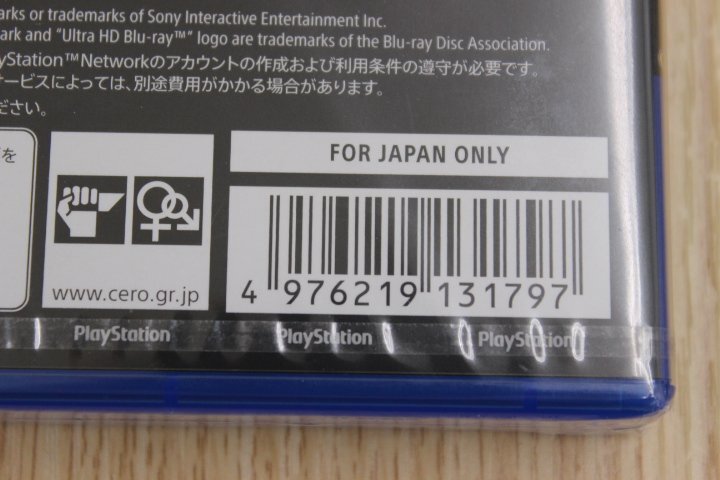 rks or trademarks of Sony Interactive Entertainment Inc.
ark and “Ultra HD Blu-ray™” logo are trademarks of the Blu-ray Disc Association.
yStation™Networkのアカウントの作成および利用条件の遵守が必要です。
ービスによっては、別途費用がかかる場合があります。
ださい。
を
FOR JAPAN ONLY
www.cero.gr.jp
4 976219 131797
PlayStation PlayStation PlayStation